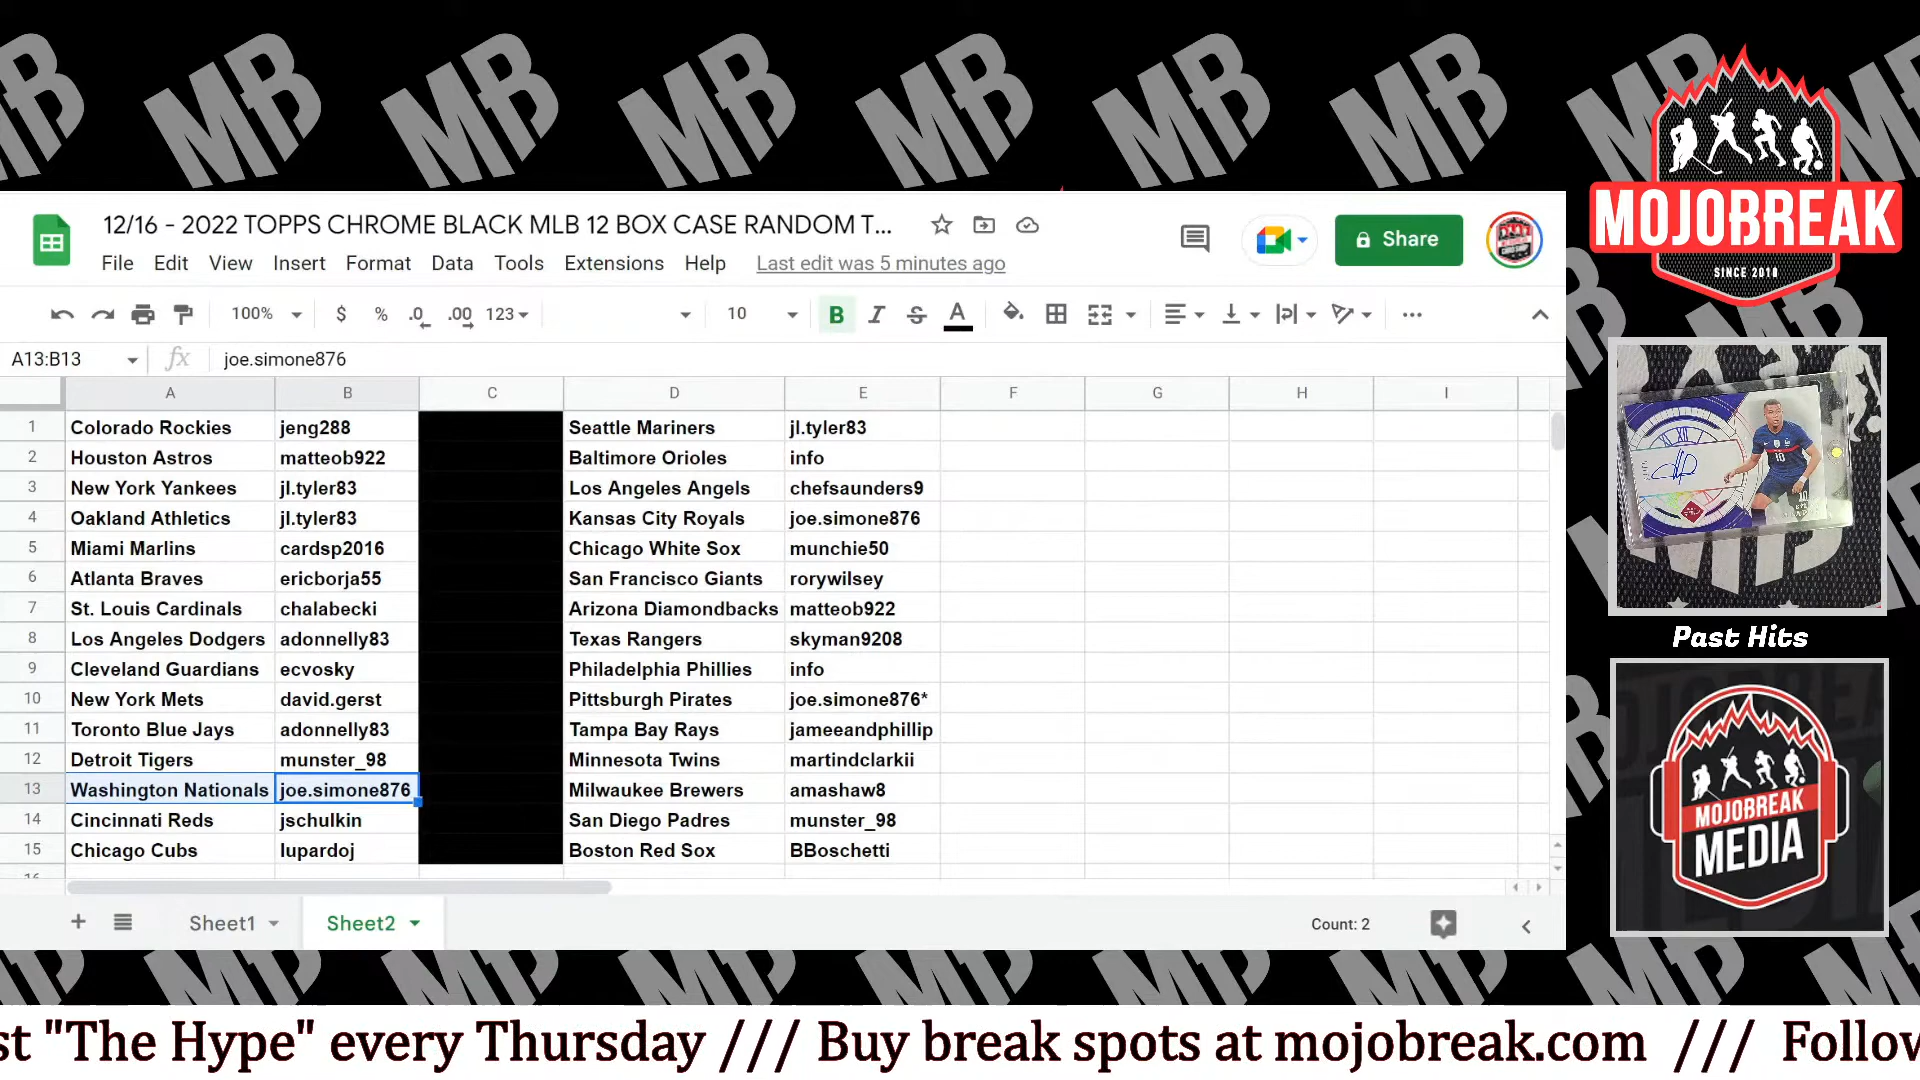 12/16 - 2022 TOPPS CHROME BLACK MLB 12 BOX CASE RANDOM T...
File Edit View Insert Format Data Tools Extensions Help Last edit was 5 minutes ago
Share
100% $ % .0 .00 123 10 B I S A
A13:B13 fx joe.simone876
A B C D E F G H I
1 Colorado Rockies jeng288 Seattle Mariners jl.tyler83
2 Houston Astros matteob922 Baltimore Orioles info
3 New York Yankees jl.tyler83 Los Angeles Angels chefsaunders9
4 Oakland Athletics jl.tyler83 Kansas City Royals joe.simone876
5 Miami Marlins cardsp2016 Chicago White Sox munchie50
6 Atlanta Braves ericborja55 San Francisco Giants rorywilsey
7 St. Louis Cardinals chalabecki Arizona Diamondbacks matteob922
8 Los Angeles Dodgers adonnelly83 Texas Rangers skyman9208
9 Cleveland Guardians ecvosky Philadelphia Phillies info
10 New York Mets david.gerst Pittsburgh Pirates joe.simone876*
11 Toronto Blue Jays adonnelly83 Tampa Bay Rays jameeandphillip
12 Detroit Tigers munster_98 Minnesota Twins martindclarkii
13 Washington Nationals joe.simone876 Milwaukee Brewers amashaw8
14 Cincinnati Reds jschulkin San Diego Padres munster_98
15 Chicago Cubs lupardoj Boston Red Sox BBoschetti
Sheet1 Sheet2 Count: 2
MOJOBREAK
SINCE 2010
Past Hits
MOJOBREAK
MEDIA
st "The Hype" every Thursday /// Buy break spots at mojobreak.com /// Follow